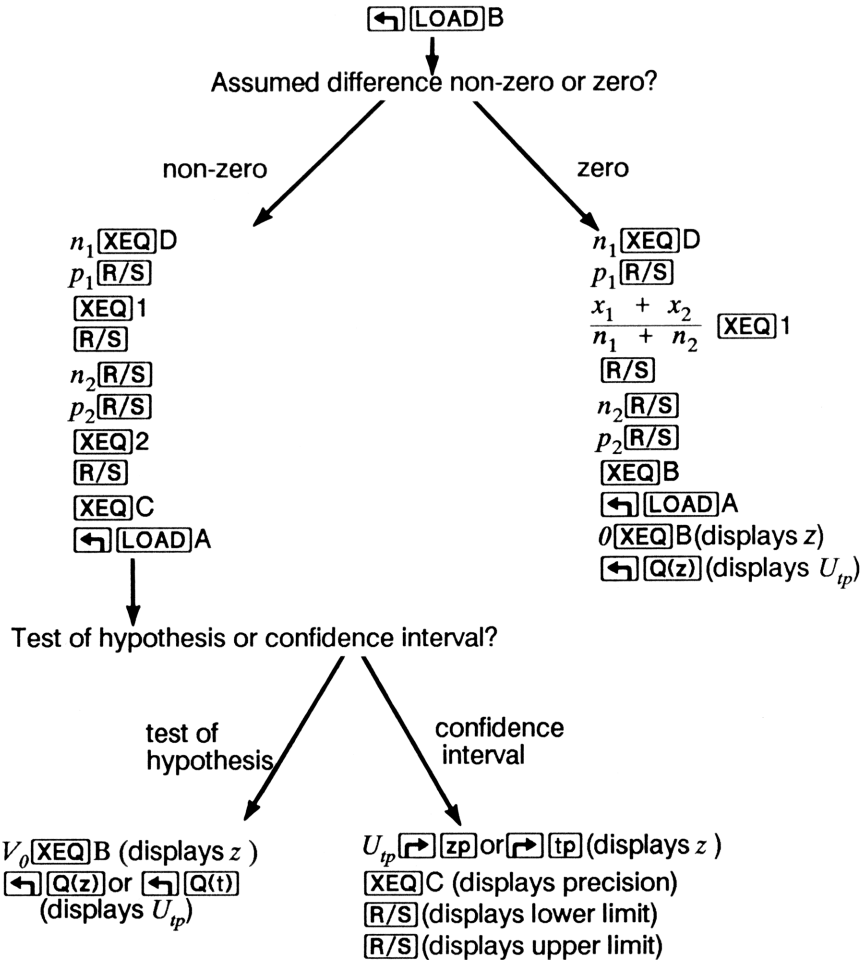 ↰ LOAD B
Assumed difference non-zero or zero?
non-zero
n₁ XEQ D
p₁ R/S
XEQ 1
R/S
n₂ R/S
p₂ R/S
XEQ 2
R/S
XEQ C
↰ LOAD A
zero
n₁ XEQ D
p₁ R/S
x₁ + x₂
n₁ + n₂ XEQ 1
R/S
n₂ R/S
p₂ R/S
XEQ B
↰ LOAD A
0 XEQ B (displays z)
↰ Q(z) (displays Uₜₚ)
Test of hypothesis or confidence interval?
test of
hypothesis
V₀ XEQ B (displays z )
↰ Q(z) or ↰ Q(t)
(displays Uₜₚ)
confidence
interval
Uₜₚ ↱ zp or ↱ tp (displays z )
XEQ C (displays precision)
R/S (displays lower limit)
R/S (displays upper limit)